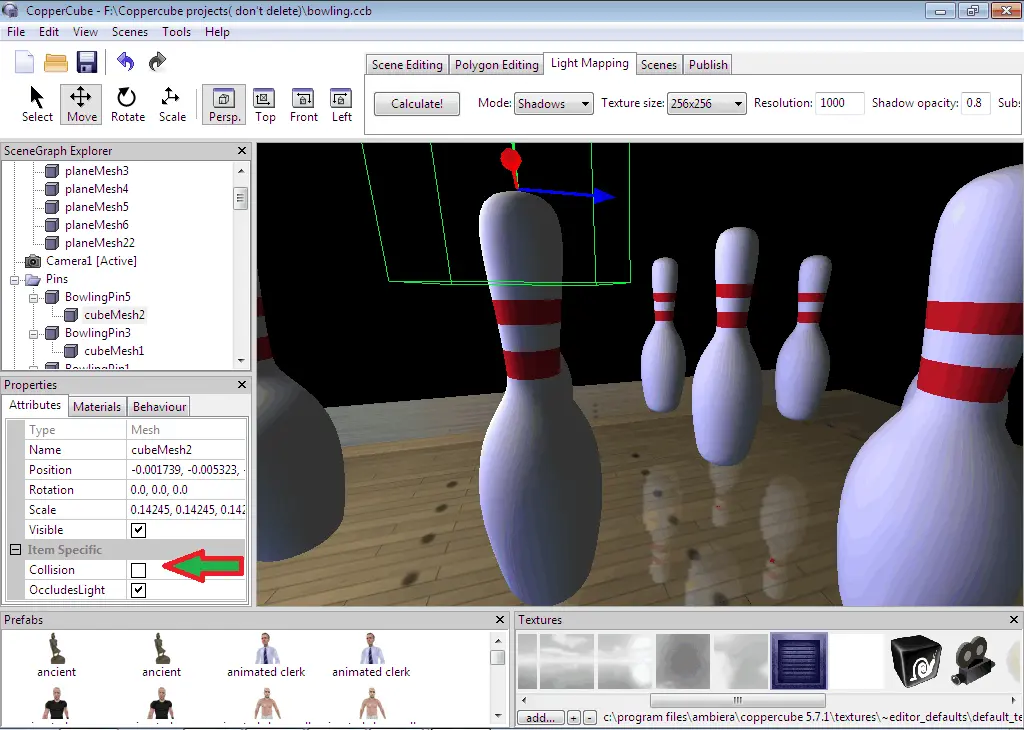 CopperCube - F:\Coppercube projects( don't delete)\bowling.ccb
File Edit View Scenes Tools Help
Scene Editing Polygon Editing Light Mapping Scenes Publish
Select Move Rotate Scale Persp. Top Front Left
Calculate! Mode: Shadows Texture size: 256x256 Resolution: 1000 Shadow opacity: 0.8 Subs
SceneGraph Explorer
planeMesh3
planeMesh4
planeMesh5
planeMesh6
planeMesh22
Camera1 [Active]
Pins
BowlingPin5
cubeMesh2
BowlingPin3
cubeMesh1
BowlingPin1
Properties
Attributes Materials Behaviour
Type Mesh
Name cubeMesh2
Position -0.001739, -0.005323, -
Rotation 0.0, 0.0, 0.0
Scale 0.14245, 0.14245, 0.142
Visible
Item Specific
Collision
OccludesLight
Prefabs
ancient ancient animated clerk animated clerk
Textures
add... + - c:\program files\ambiera\coppercube 5.7.1\textures\~editor_defaults\default_te